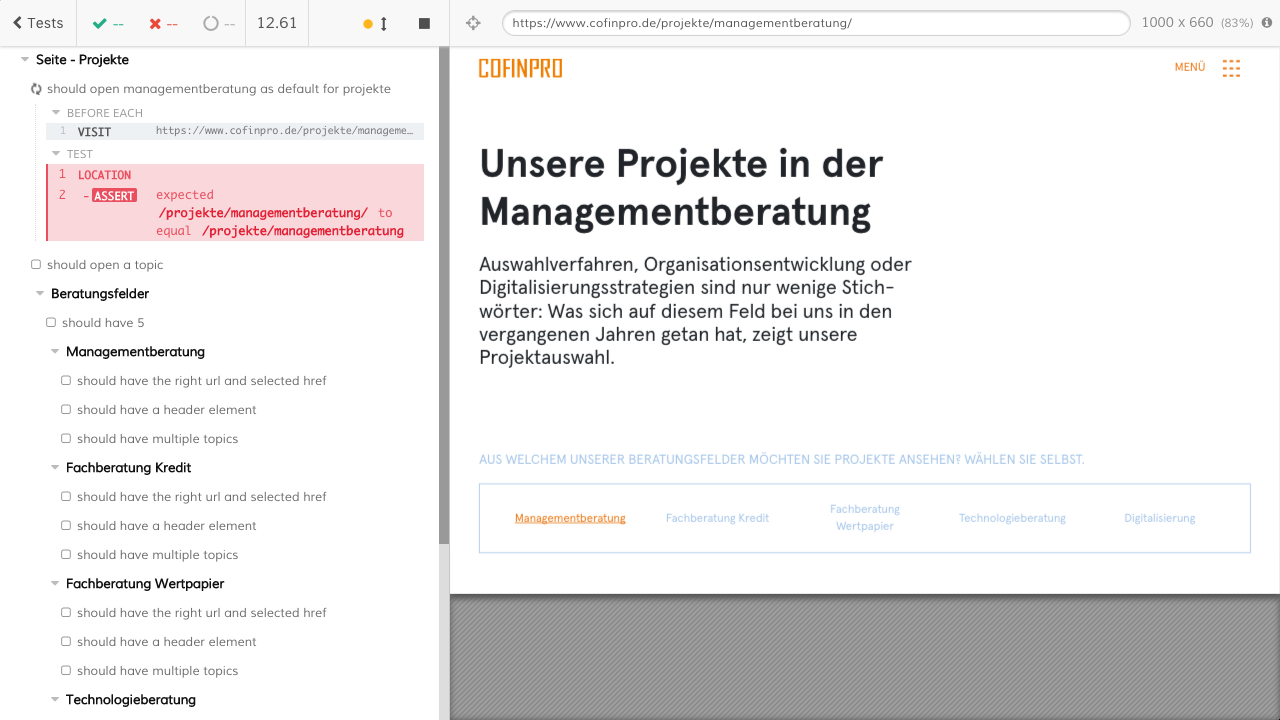 Tests
--
--
--
12.61
https://www.cofinpro.de/projekte/managementberatung/
1000 x 660 (83%)
Seite - Projekte
should open managementberatung as default for projekte
BEFORE EACH
1 VISIT https://www.cofinpro.de/projekte/manageme…
TEST
1 LOCATION
2 - ASSERT expected
/projekte/managementberatung/ to
equal /projekte/managementberatung
should open a topic
Beratungsfelder
should have 5
Managementberatung
should have the right url and selected href
should have a header element
should have multiple topics
Fachberatung Kredit
should have the right url and selected href
should have a header element
should have multiple topics
Fachberatung Wertpapier
should have the right url and selected href
should have a header element
should have multiple topics
Technologieberatung
COFINPRO
MENÜ
Unsere Projekte in der
Managementberatung
Auswahlverfahren, Organisationsentwicklung oder
Digitalisierungsstrategien sind nur wenige Stich-
wörter: Was sich auf diesem Feld bei uns in den
vergangenen Jahren getan hat, zeigt unsere
Projektauswahl.
AUS WELCHEM UNSERER BERATUNGSFELDER MÖCHTEN SIE PROJEKTE ANSEHEN? WÄHLEN SIE SELBST.
Managementberatung
Fachberatung Kredit
Fachberatung
Wertpapier
Technologieberatung
Digitalisierung